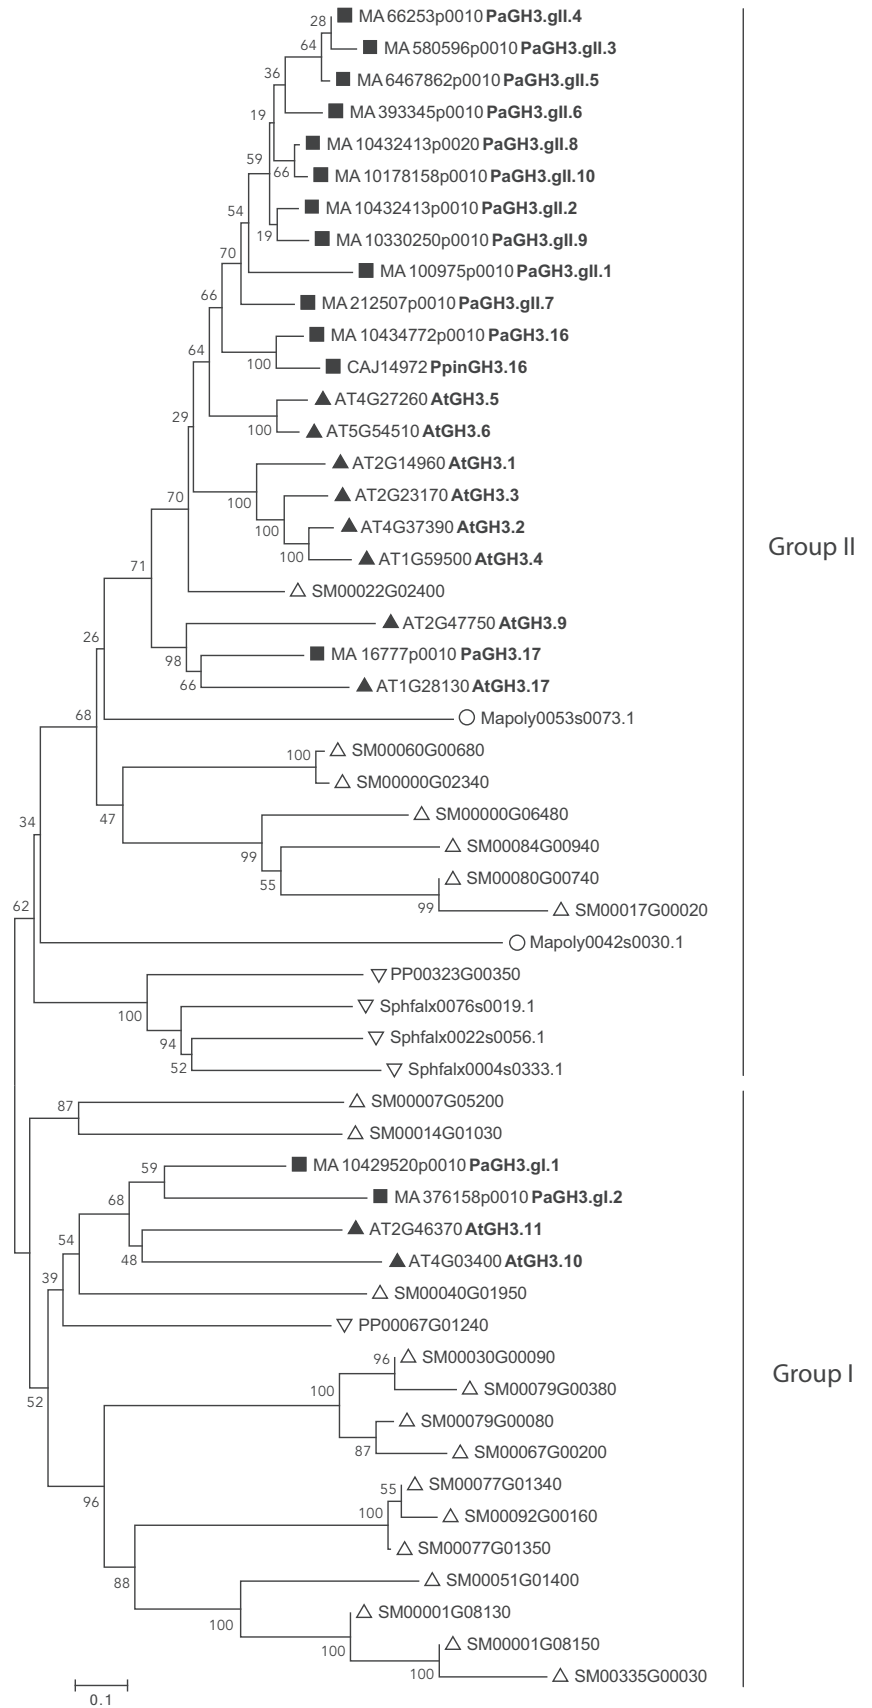 28
MA 66253p0010 PaGH3.gII.4
64
MA 580596p0010 PaGH3.gII.3
36
MA 6467862p0010 PaGH3.gII.5
19
MA 393345p0010 PaGH3.gII.6
MA 10432413p0020 PaGH3.gII.8
59
66
MA 10178158p0010 PaGH3.gII.10
54
MA 10432413p0010 PaGH3.gII.2
19
MA 10330250p0010 PaGH3.gII.9
70
MA 100975p0010 PaGH3.gII.1
66
MA 212507p0010 PaGH3.gII.7
MA 10434772p0010 PaGH3.16
64
100
CAJ14972 PpinGH3.16
AT4G27260 AtGH3.5
29
100
AT5G54510 AtGH3.6
AT2G14960 AtGH3.1
70
100
AT2G23170 AtGH3.3
100
AT4G37390 AtGH3.2
100
AT1G59500 AtGH3.4
Group II
71
SM00022G02400
AT2G47750 AtGH3.9
26
98
MA 16777p0010 PaGH3.17
66
AT1G28130 AtGH3.17
68
Mapoly0053s0073.1
100
SM00060G00680
SM00000G02340
47
SM00000G06480
34
99
SM00084G00940
55
SM00080G00740
62
99
SM00017G00020
Mapoly0042s0030.1
PP00323G00350
100
Sphfalx0076s0019.1
94
Sphfalx0022s0056.1
52
Sphfalx0004s0333.1
87
SM00007G05200
SM00014G01030
59
MA 10429520p0010 PaGH3.gI.1
68
MA 376158p0010 PaGH3.gI.2
54
AT2G46370 AtGH3.11
48
AT4G03400 AtGH3.10
39
SM00040G01950
PP00067G01240
96
SM00030G00090
Group I
100
SM00079G00380
52
SM00079G00080
87
SM00067G00200
55
SM00077G01340
96
100
SM00092G00160
SM00077G01350
88
SM00051G01400
100
SM00001G08130
100
SM00001G08150
100
SM00335G00030
0.1